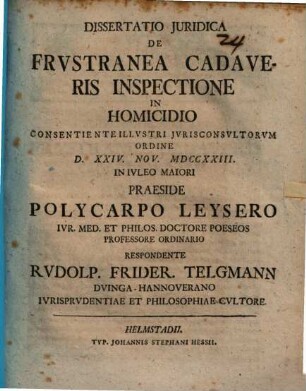 DISSERTATIO JURIDICA
24
DE
FRVSTRANEA CADAVE-
RIS INSPECTIONE
IN
HOMICIDIO
CONSENTIENTE ILLVSTRI JVRISCONSVLTORVM
ORDINE
D. XXIV. NOV. MDCCXXIII.
IN IVLEO MAIORI
PRAESIDE
POLYCARPO LEYSERO
IVR. MED. ET PHILOS. DOCTORE POESEOS
PROFESSORE ORDINARIO
RESPONDENTE
RVDOLP. FRIDER. TELGMANN
DVINGA-HANNOVERANO
IVRISPRVDENTIAE ET PHILOSOPHIAE CVLTORE.
HELMSTADII.
TYP. JOHANNIS STEPHANI HESSII.